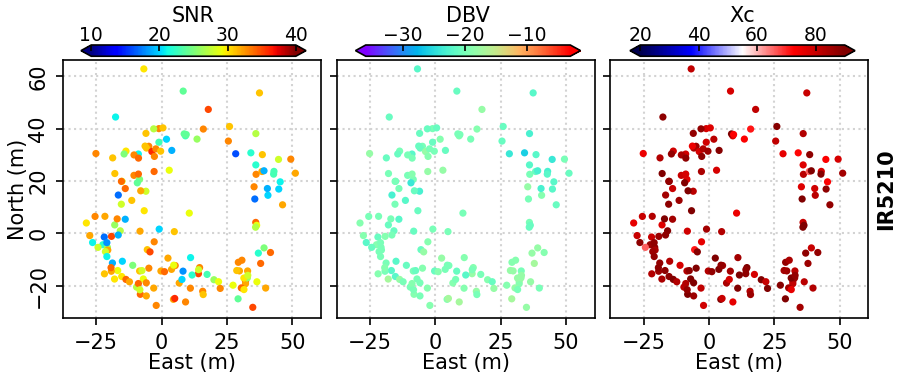 SNR DBV Xc
10 20 30 40 −30 −20 −10 20 40 60 80
60
40
20
0
−20
North (m)
−25 0 25 50 −25 0 25 50 −25 0 25 50
East (m) East (m) East (m)
IR5210